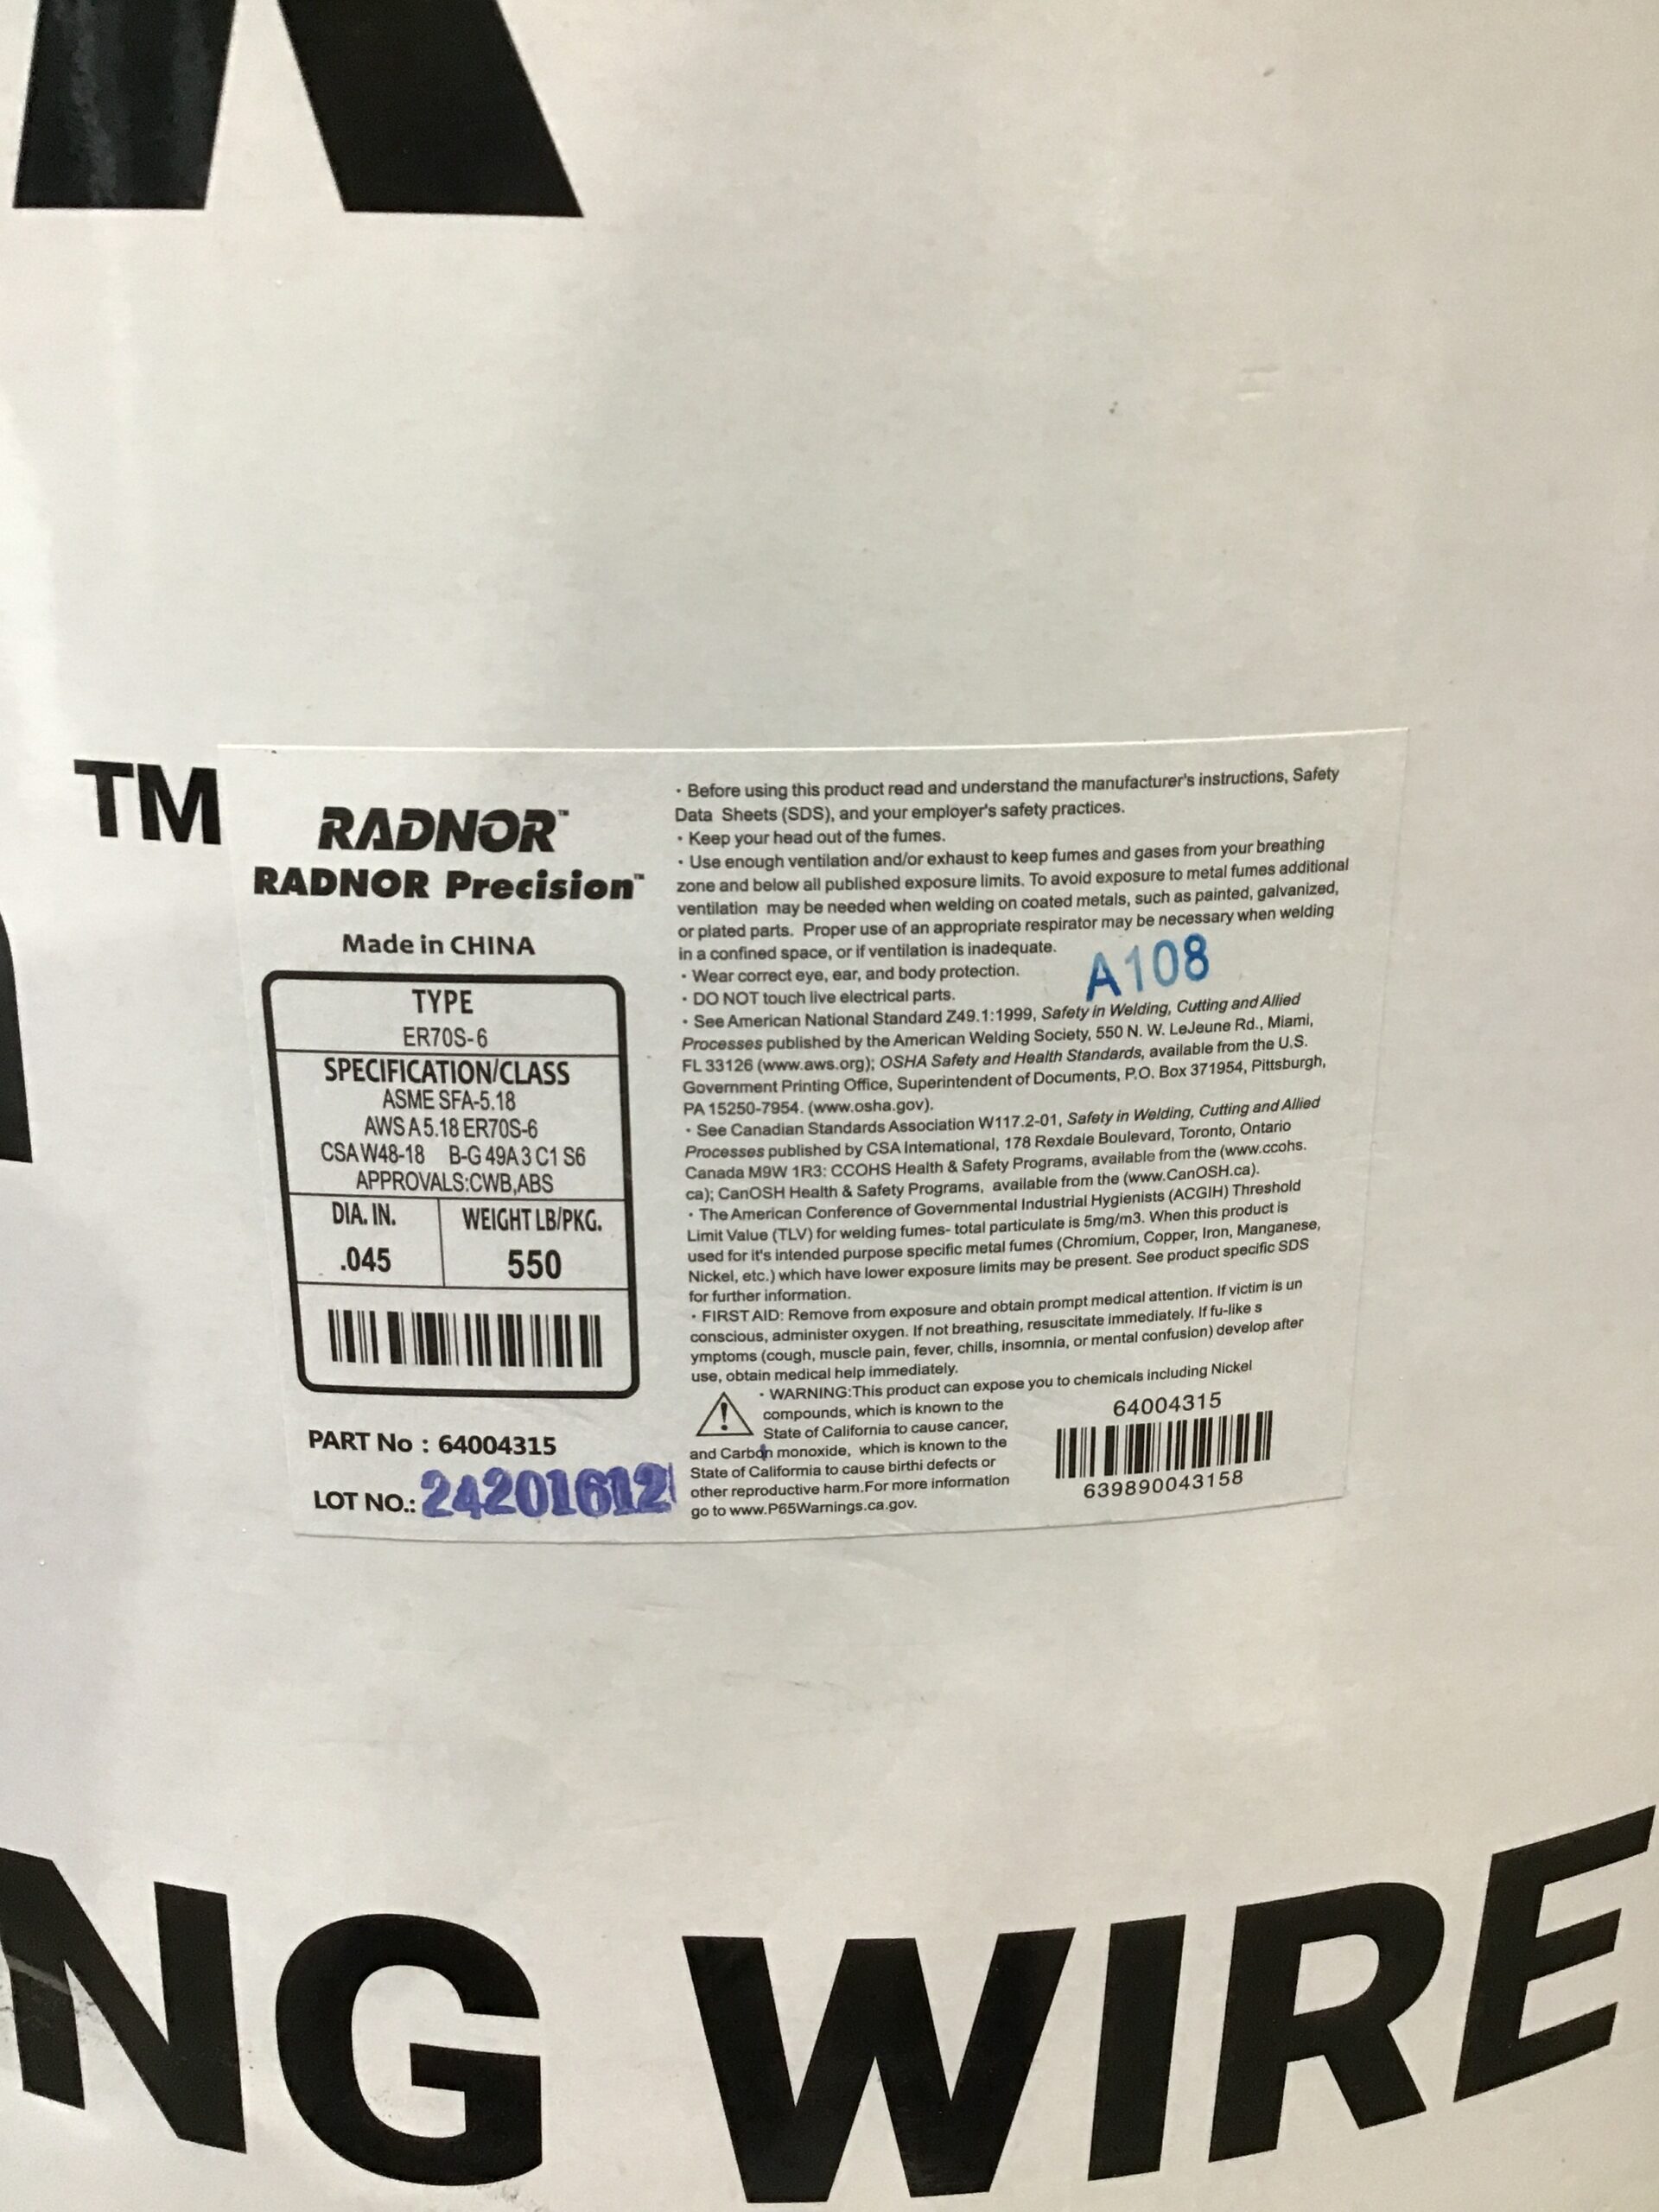 TM
RADNOR™
RADNOR Precision™
Made in CHINA
TYPE
ER70S-6
SPECIFICATION/CLASS
ASME SFA-5.18
AWS A 5.18 ER70S-6
CSA W48-18 B-G 49A 3 C1 S6
APPROVALS:CWB,ABS
DIA. IN.
WEIGHT LB/PKG.
.045
550
PART No : 64004315
LOT NO.: 24201612
• Before using this product read and understand the manufacturer's instructions, Safety
Data Sheets (SDS), and your employer's safety practices.
• Keep your head out of the fumes.
• Use enough ventilation and/or exhaust to keep fumes and gases from your breathing
zone and below all published exposure limits. To avoid exposure to metal fumes additional
ventilation may be needed when welding on coated metals, such as painted, galvanized,
or plated parts. Proper use of an appropriate respirator may be necessary when welding
in a confined space, or if ventilation is inadequate.
• Wear correct eye, ear, and body protection.
A108
• DO NOT touch live electrical parts.
• See American National Standard Z49.1:1999, Safety in Welding, Cutting and Allied
Processes published by the American Welding Society, 550 N. W. LeJeune Rd., Miami,
FL 33126 (www.aws.org); OSHA Safety and Health Standards, available from the U.S.
Government Printing Office, Superintendent of Documents, P.O. Box 371954, Pittsburgh,
PA 15250-7954. (www.osha.gov).
• See Canadian Standards Association W117.2-01, Safety in Welding, Cutting and Allied
Processes published by CSA International, 178 Rexdale Boulevard, Toronto, Ontario
Canada M9W 1R3: CCOHS Health & Safety Programs, available from the (www.ccohs.
ca); CanOSH Health & Safety Programs, available from the (www.CanOSH.ca).
• The American Conference of Governmental Industrial Hygienists (ACGIH) Threshold
Limit Value (TLV) for welding fumes- total particulate is 5mg/m3. When this product is
used for it's intended purpose specific metal fumes (Chromium, Copper, Iron, Manganese,
Nickel, etc.) which have lower exposure limits may be present. See product specific SDS
for further information.
• FIRST AID: Remove from exposure and obtain prompt medical attention. If victim is un
conscious, administer oxygen. If not breathing, resuscitate immediately. If fu-like s
ymptoms (cough, muscle pain, fever, chills, insomnia, or mental confusion) develop after
use, obtain medical help immediately.
• WARNING:This product can expose you to chemicals including Nickel
compounds, which is known to the
State of California to cause cancer,
and Carbon monoxide, which is known to the
State of Califormia to cause birthi defects or
other reproductive harm.For more information
go to www.P65Warnings.ca.gov.
64004315
639890043158
NG WIRE